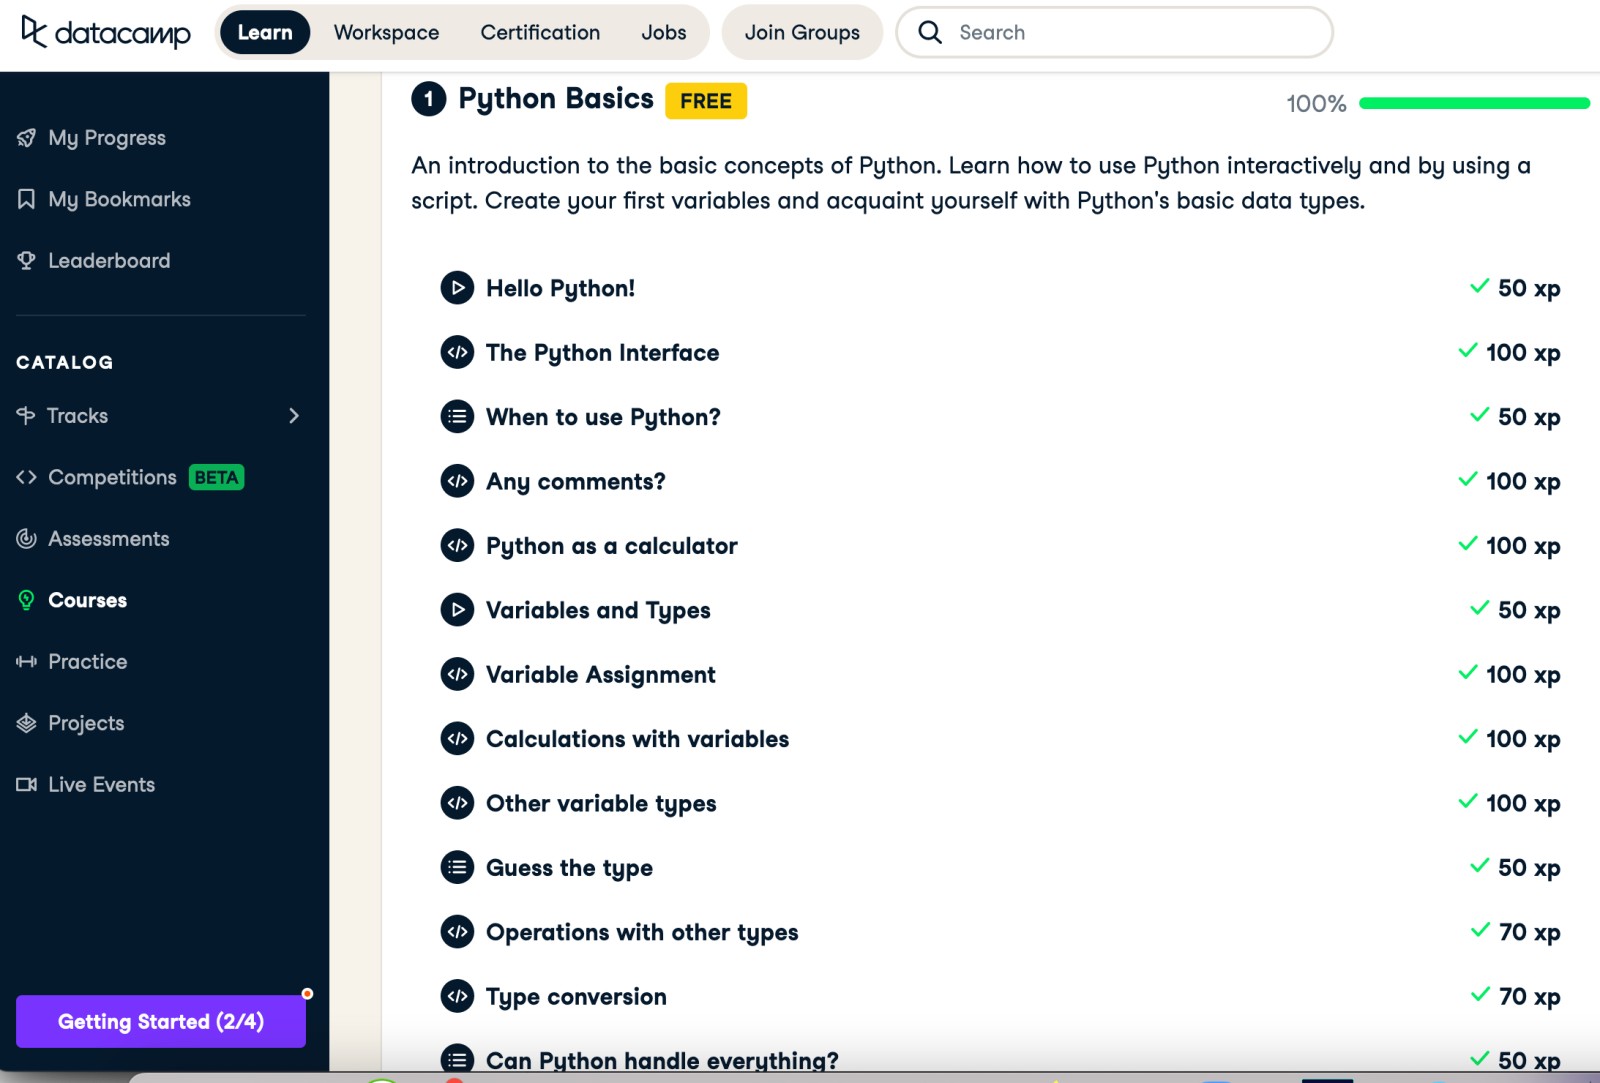 datacamp
Learn
Workspace
Certification
Jobs
Join Groups
Search
My Progress
My Bookmarks
Leaderboard
CATALOG
Tracks
Competitions BETA
Assessments
Courses
Practice
Projects
Live Events
Getting Started (2/4)
1 Python Basics FREE
100%
An introduction to the basic concepts of Python. Learn how to use Python interactively and by using a
script. Create your first variables and acquaint yourself with Python's basic data types.
Hello Python! 50 xp
The Python Interface 100 xp
When to use Python? 50 xp
Any comments? 100 xp
Python as a calculator 100 xp
Variables and Types 50 xp
Variable Assignment 100 xp
Calculations with variables 100 xp
Other variable types 100 xp
Guess the type 50 xp
Operations with other types 70 xp
Type conversion 70 xp
Can Python handle everything? 50 xp